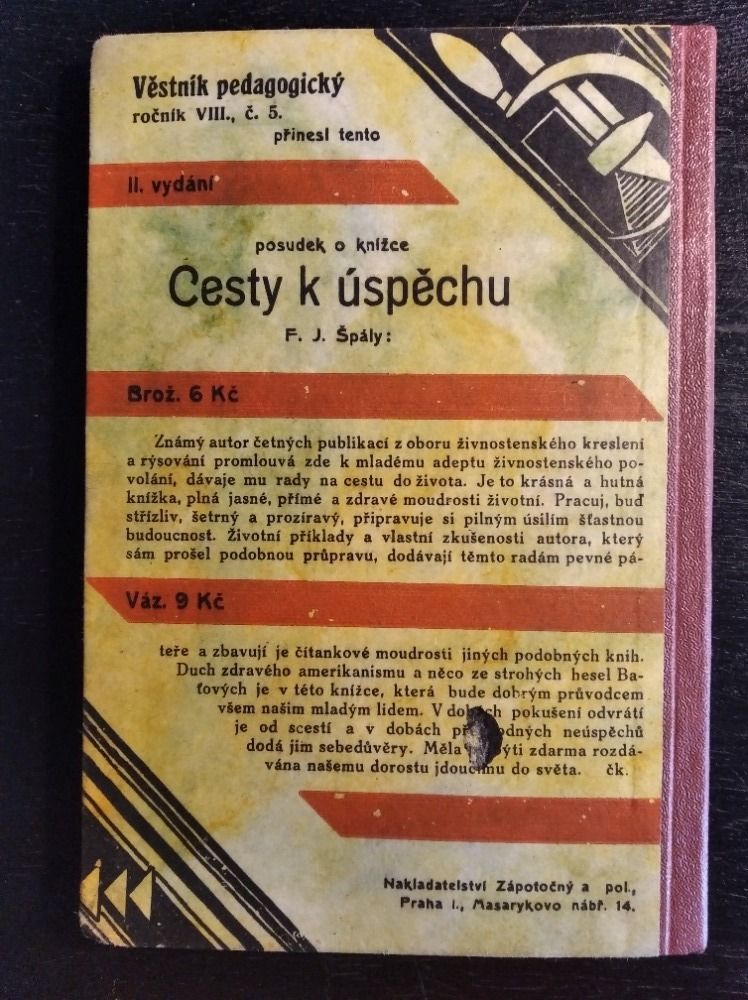 Věstník pedagogický
ročník VIII., č. 5.
přinesl tento
II. vydání
posudek o knížce
Cesty k úspěchu
F. J. Špály:
Brož. 6 Kč
Známý autor četných publikací z oboru živnostenského kreslení
a rýsování promlouvá zde k mladému adeptu živnostenského po-
volání, dávaje mu rady na cestu do života. Je to krásná a hutná
knížka, plná jasné, přímé a zdravé moudrosti životní. Pracuj, buď
střízliv, šetrný a prozíravý, připravuje si pilným úsilím šťastnou
budoucnost. Životní příklady a vlastní zkušenosti autora, který
sám prošel podobnou průpravu, dodávají těmto radám pevné pá-
Váz. 9 Kč
teře a zbavují je čítankové moudrosti jiných podobných knih.
Duch zdravého amerikanismu a něco ze strohých hesel Ba-
ťových je v této knížce, která bude dobrým průvodcem
všem našim mladým lidem. V dobách pokušení odvrátí
je od scestí a v dobách neúspěchů
dodá jim sebedůvěry. Měla býti zdarma rozdá-
vána našemu dorostu jdoucímu do světa. čk.
Nakladatelství Zápotočný a pol.,
Praha I., Masarykovo nábř. 14.